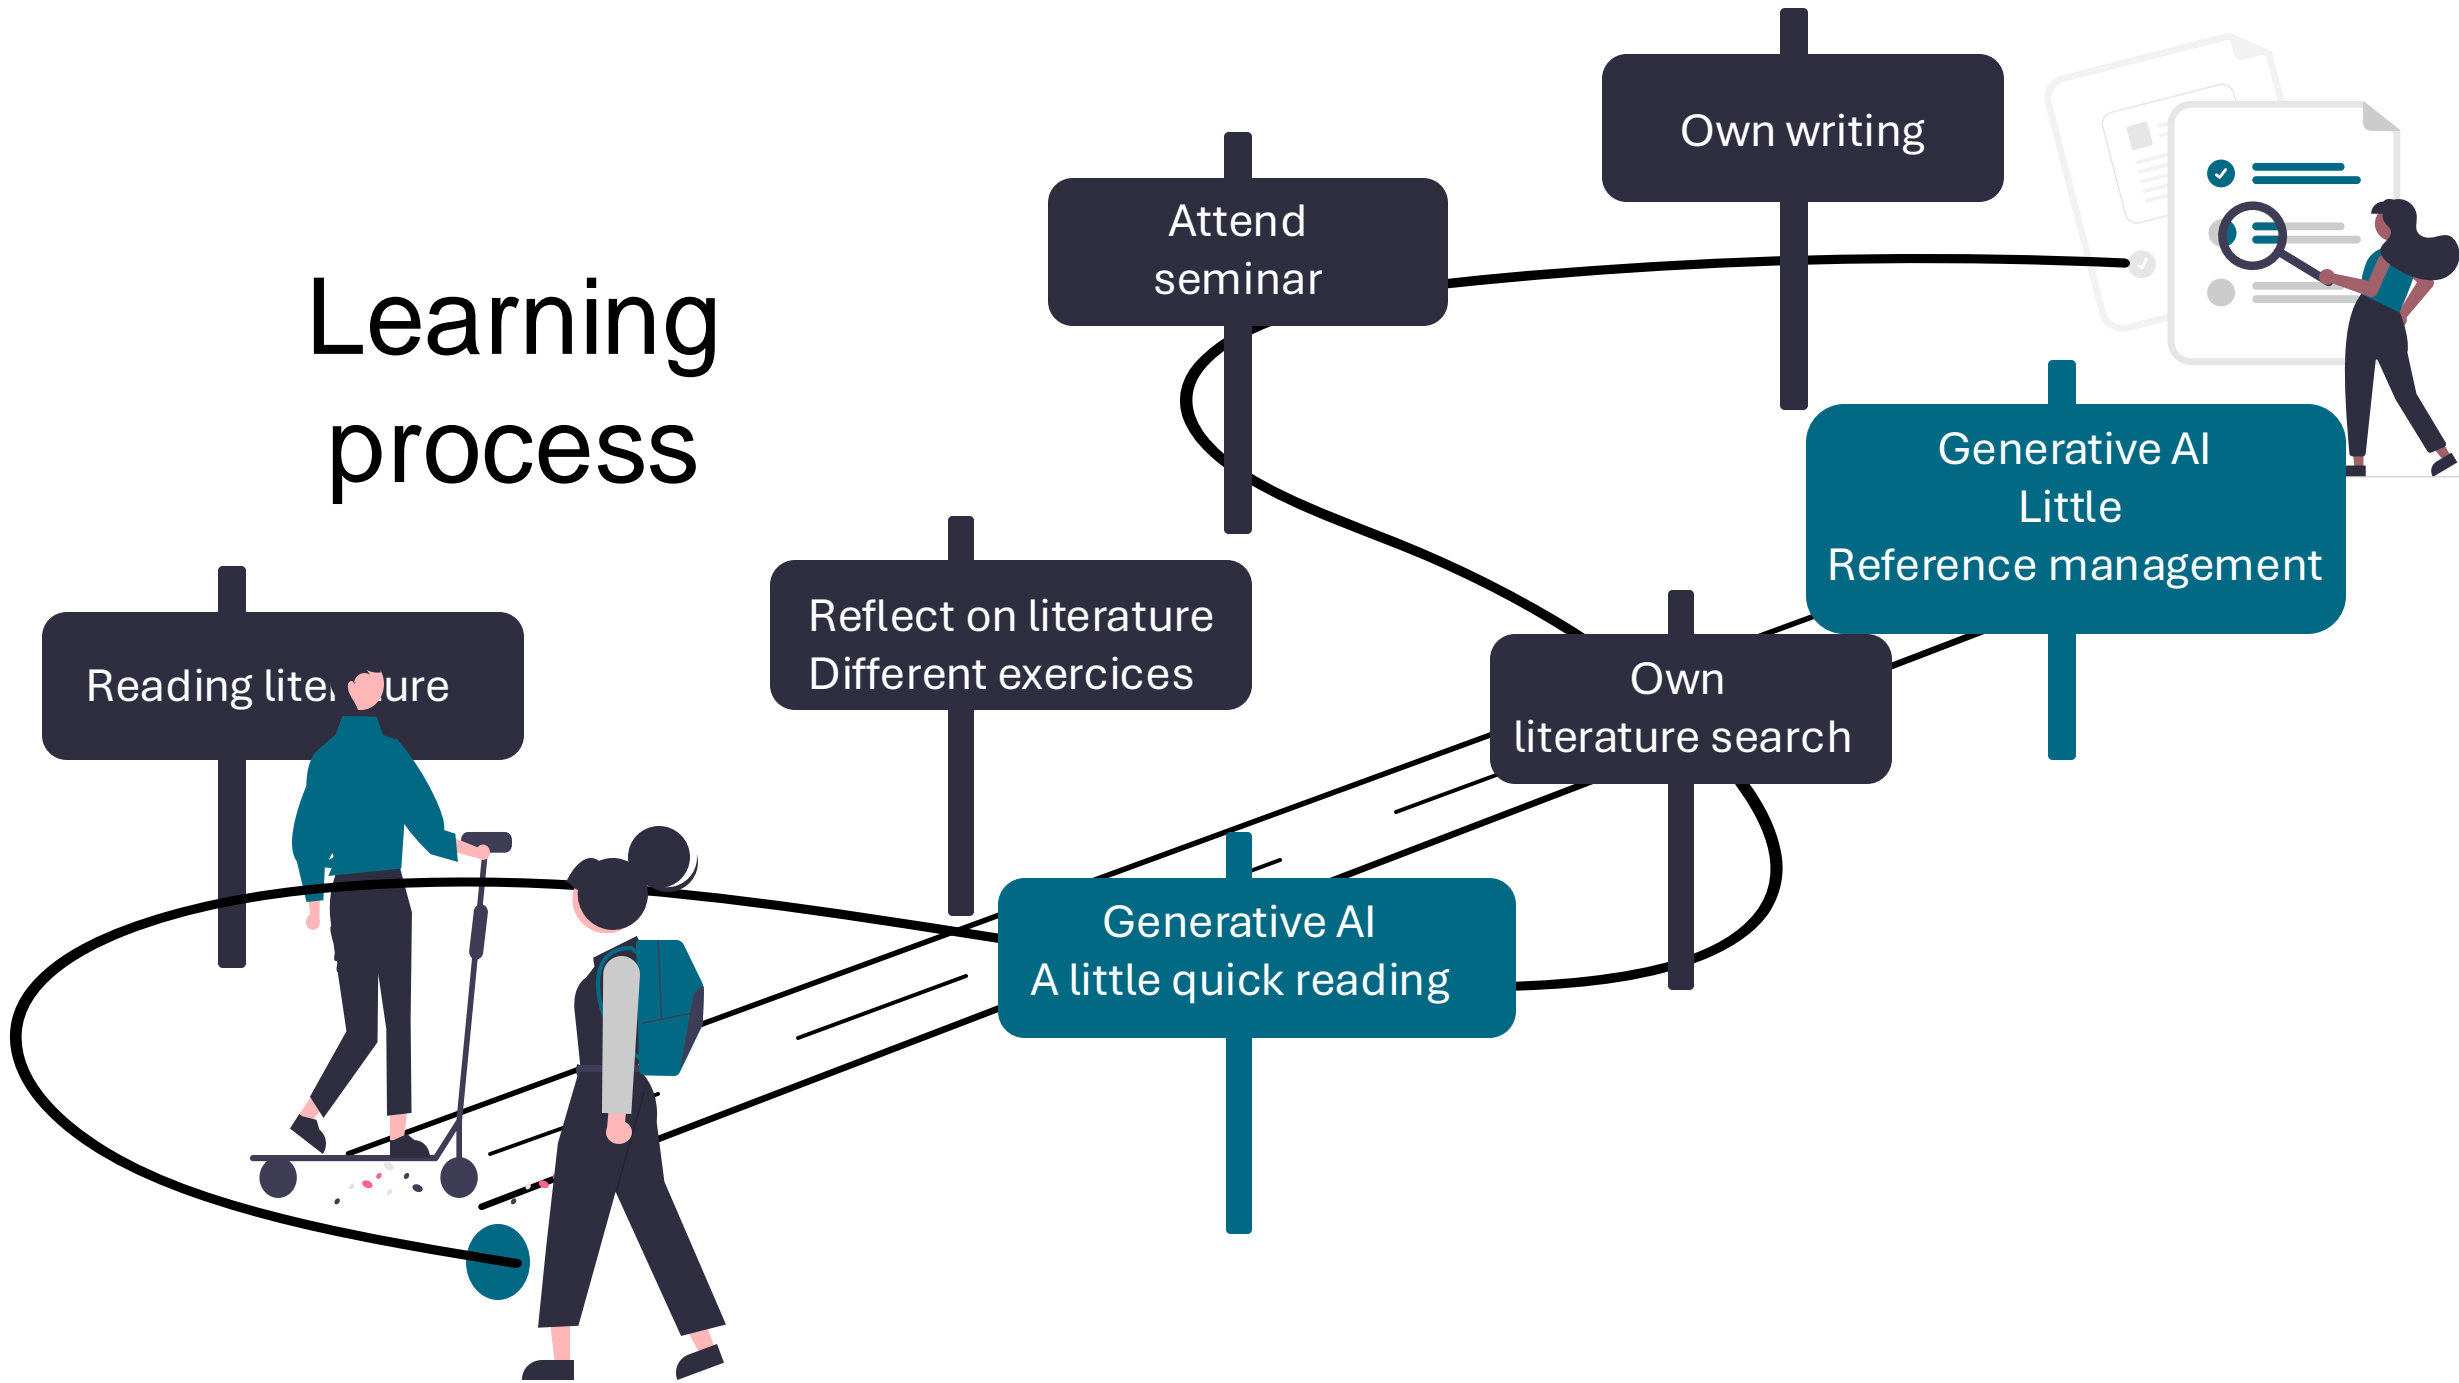 Own writing
Attend
seminar
Learning
process
Generative AI
Little
Reference management
Reflect on literature
Different exercices
Reading literature
Own
literature search
Generative AI
A little quick reading